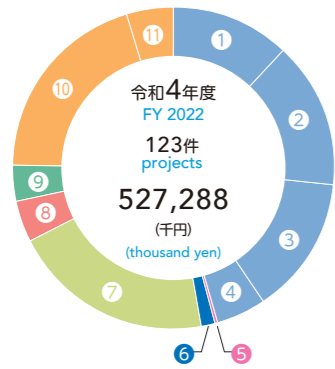 ⑪
①
⑩
②
令和4年度
FY 2022
123件
projects
527,288
(千円)
(thousand yen)
⑨
⑧
③
⑦
④
⑥
⑤